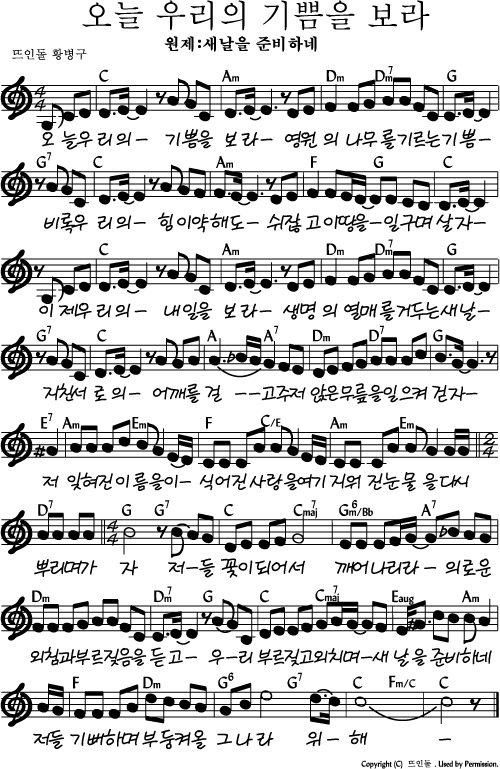 오늘 우리의 기쁨을 보라
원제:새날을 준비하네
뜨인돌 황병구
C Am Dm Dm7 G
오 늘우 리의- 기쁨을 보 라- 영원 의 나무 를기르는기쁨-
G7 C Am F G C
비록우 리의- 힘이약해도- 쉬잖 고 이땅을- 일구며 살자-
C Am Dm Dm7 G
이 제우 리의- 내일을 보라- 생명 의 열매 를거두는새날-
G7 C A A7 Dm D7 G
지친서 로의- 어깨를 걸 --고주저 앉은무릎을일으켜 걷자-
E7 Am Em F C/E Am Em
저 잊혀진이름을이- 식어진사랑을여기 지워 진눈물 을다시
D7 G G7 C Cmaj7 Gm6/Bb A7
뿌리며가 자 저-들 꽃이되어서 깨어나리라-의로운
Dm Dm7 G C Cmaj7 Eaug Am
외침과부르짖음을듣고- 우-리 부르짖고외치며-새 날을준비하네
F Dm G6 G7 C Fm/C C
저들 기뻐하며부둥켜올 그나라 위-해 -
Copyright (C) 뜨인돌 . Used by Permission.